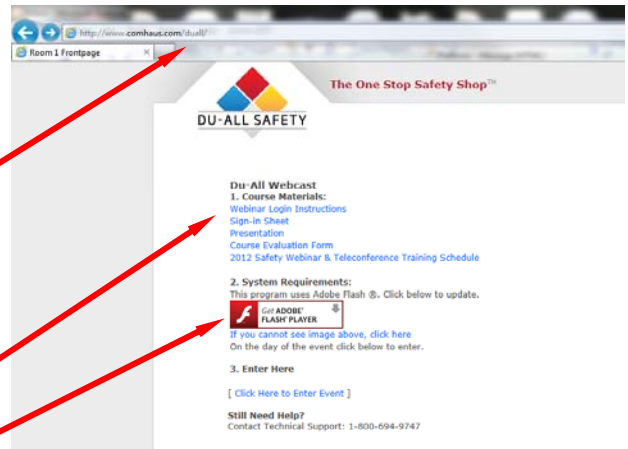 http://www.comhaus.com/duall/
Room 1 Frontpage
The One Stop Safety Shop™
DU-ALL SAFETY
Du-All Webcast
1. Course Materials:
Webinar Login Instructions
Sign-in Sheet
Presentation
Course Evaluation Form
2012 Safety Webinar & Teleconference Training Schedule
2. System Requirements:
This program uses Adobe Flash ®. Click below to update.
Get ADOBE®
FLASH® PLAYER
If you cannot see image above, click here
On the day of the event click below to enter.
3. Enter Here
[ Click Here to Enter Event ]
Still Need Help?
Contact Technical Support: 1-800-694-9747